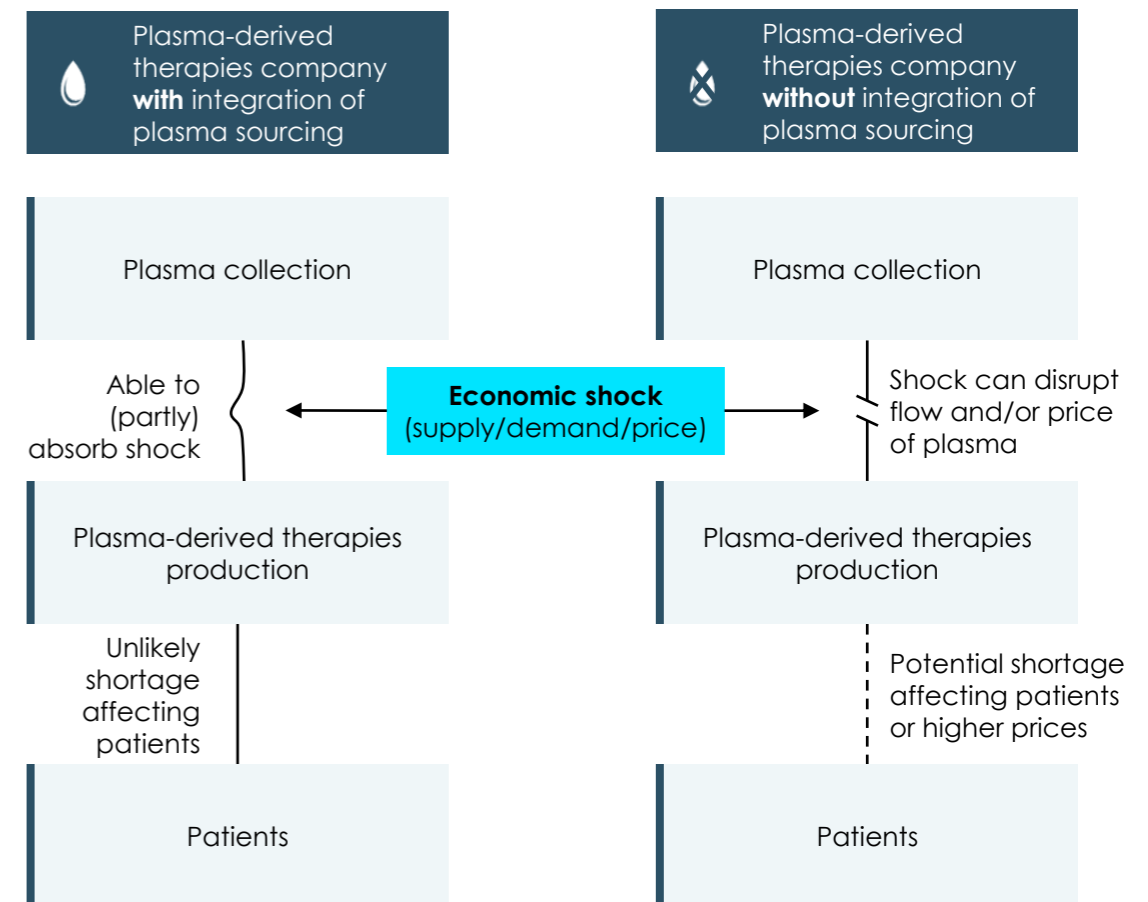 Plasma-derived
therapies company
with integration of
plasma sourcing
Plasma-derived
therapies company
without integration of
plasma sourcing
Plasma collection
Plasma collection
Able to
(partly)
absorb shock
Economic shock
(supply/demand/price)
Shock can disrupt
flow and/or price
of plasma
Plasma-derived therapies
production
Plasma-derived therapies
production
Unlikely
shortage
affecting
patients
Potential shortage
affecting patients
or higher prices
Patients
Patients